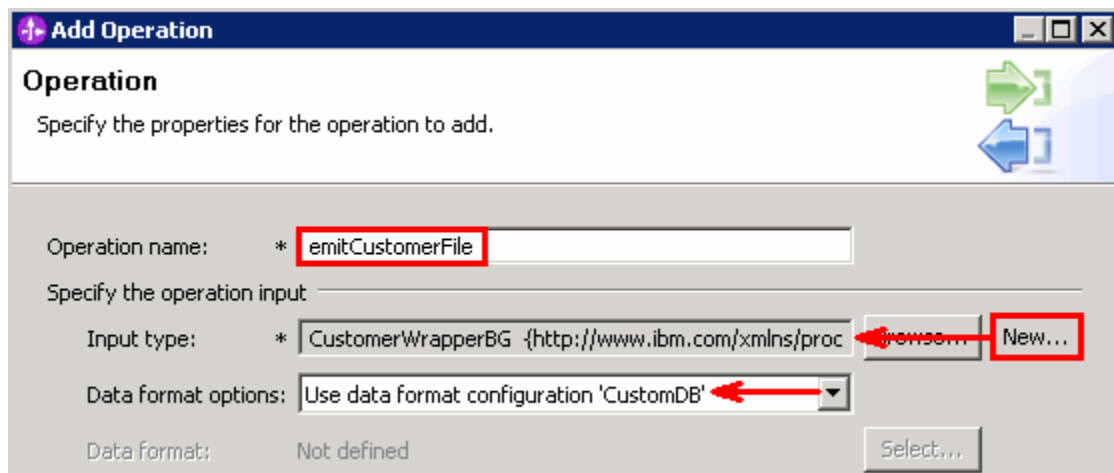 Add Operation
Operation
Specify the properties for the operation to add.
Operation name: * emitCustomerFile
Specify the operation input
Input type: * CustomerWrapperBG {http://www.ibm.com/xmlns/proc Browse... New...
Data format options: Use data format configuration 'CustomDB'
Data format: Not defined Select...